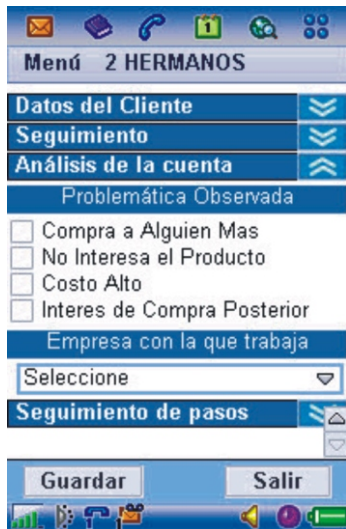 1
Menú 2 HERMANOS
Datos del Cliente
Seguimiento
Análisis de la cuenta
Problemática Observada
Compra a Alguien Mas
No Interesa el Producto
Costo Alto
Interes de Compra Posterior
Empresa con la que trabaja
Seleccione
Seguimiento de pasos
Guardar Salir